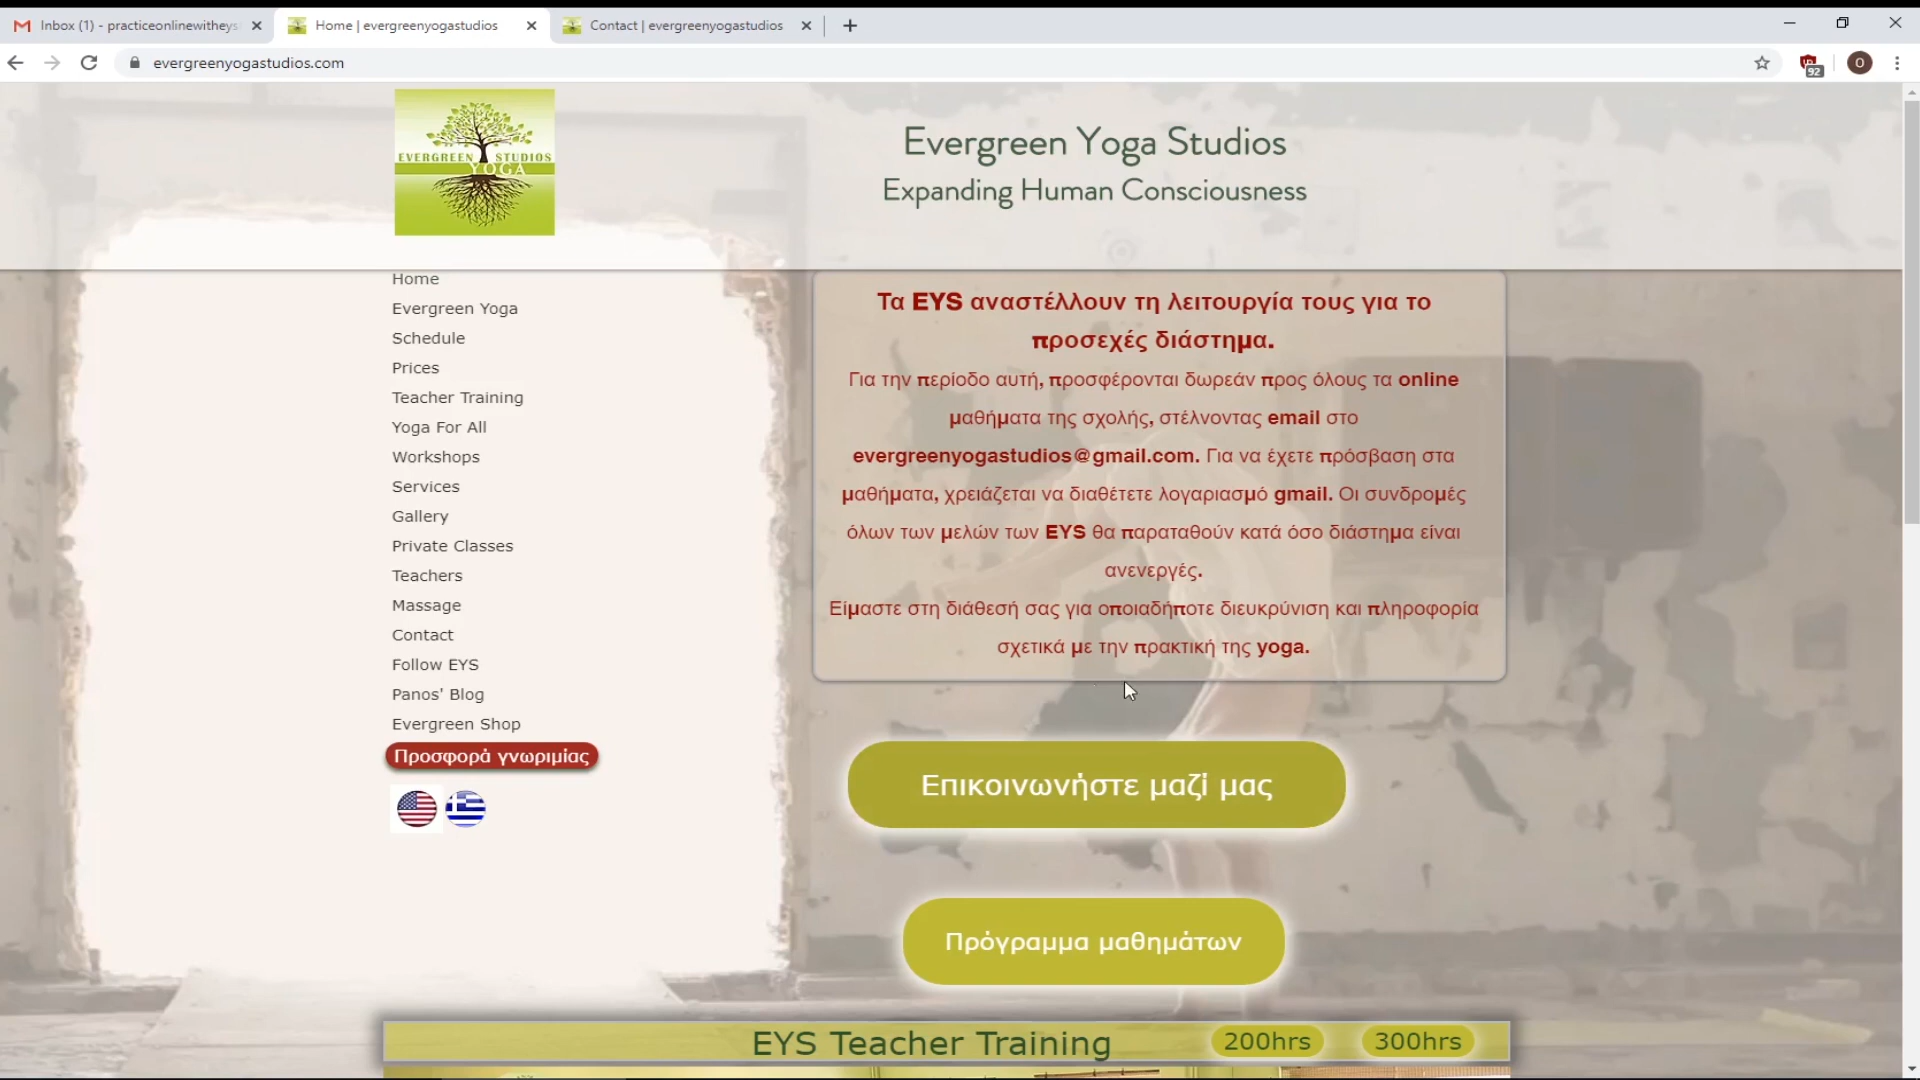 Inbox (1) - practiceonlinewitheys
Home | evergreenyogastudios
Contact | evergreenyogastudios
evergreenyogastudios.com
92
O
EVERGREEN STUDIOS
YOGA
Evergreen Yoga Studios
Expanding Human Consciousness
Home
Evergreen Yoga
Schedule
Prices
Teacher Training
Yoga For All
Workshops
Services
Gallery
Private Classes
Teachers
Massage
Contact
Follow EYS
Panos' Blog
Evergreen Shop
Προσφορά γνωριμίας
Τα EYS αναστέλλουν τη λειτουργία τους για το
προσεχές διάστημα.
Για την περίοδο αυτή, προσφέρονται δωρεάν προς όλους τα online
μαθήματα της σχολής, στέλνοντας email στο
evergreenyogastudios@gmail.com. Για να έχετε πρόσβαση στα
μαθήματα, χρειάζεται να διαθέτετε λογαριασμό gmail. Οι συνδρομές
όλων των μελών των EYS θα παραταθούν κατά όσο διάστημα είναι
ανενεργές.
Είμαστε στη διάθεσή σας για οποιαδήποτε διευκρύνιση και πληροφορία
σχετικά με την πρακτική της yoga.
Επικοινωνήστε μαζί μας
Πρόγραμμα μαθημάτων
EYS Teacher Training
200hrs
300hrs